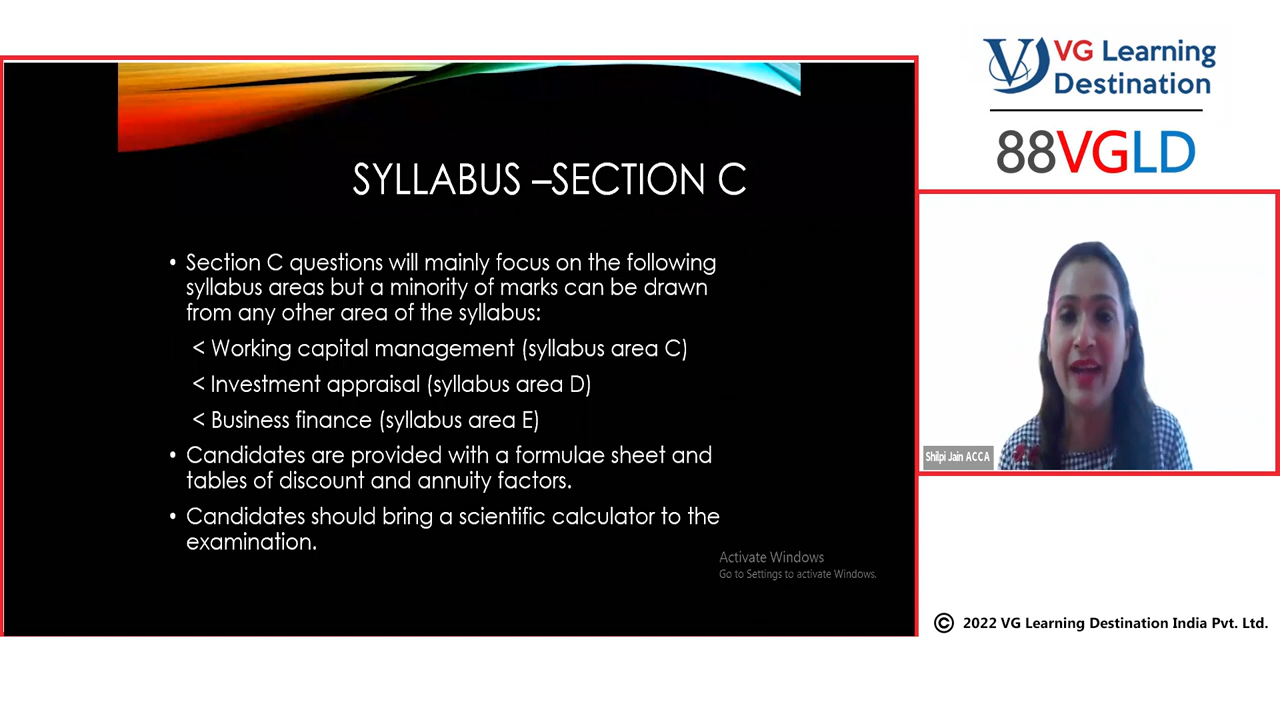 VG Learning
Destination
88VGLD
SYLLABUS –SECTION C
• Section C questions will mainly focus on the following
syllabus areas but a minority of marks can be drawn
from any other area of the syllabus:
< Working capital management (syllabus area C)
< Investment appraisal (syllabus area D)
< Business finance (syllabus area E)
• Candidates are provided with a formulae sheet and
tables of discount and annuity factors.
• Candidates should bring a scientific calculator to the
examination.
Activate Windows
Go to Settings to activate Windows.
Shilpi Jain ACCA
© 2022 VG Learning Destination India Pvt. Ltd.